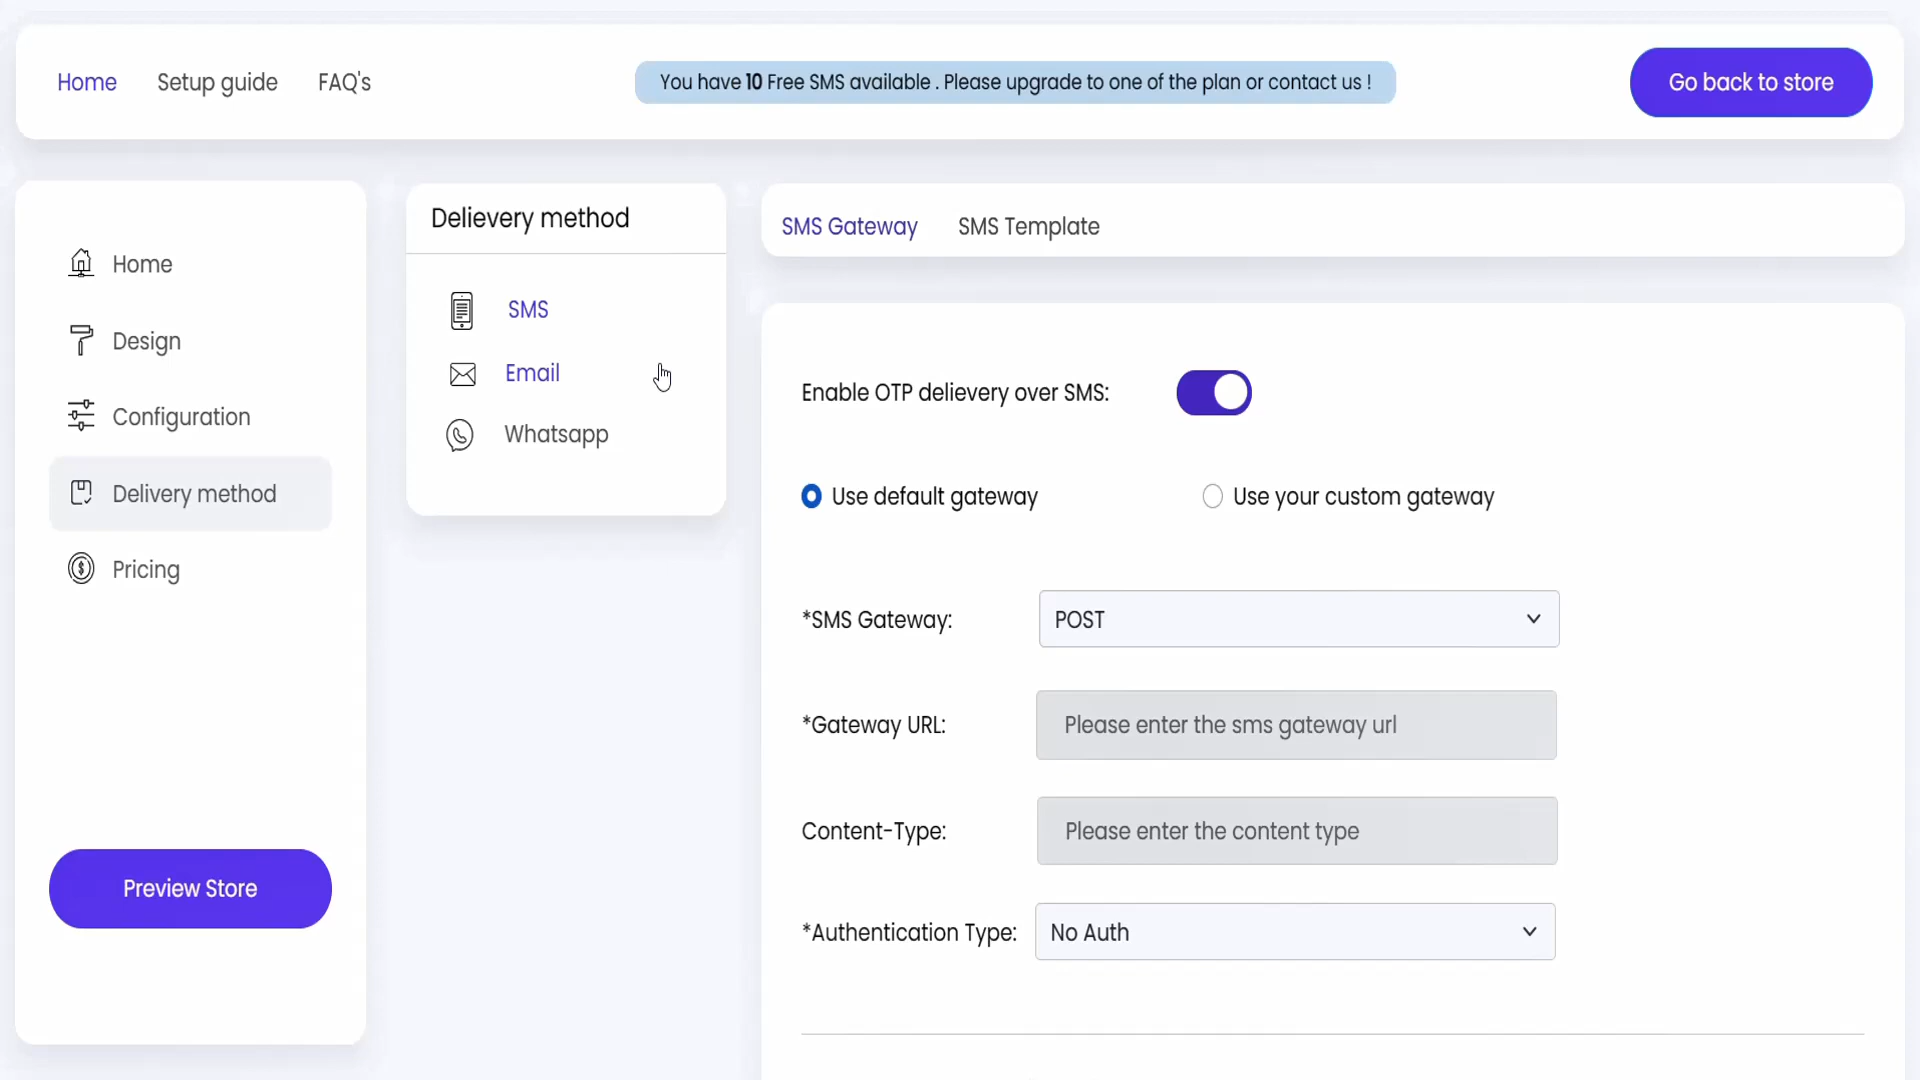 Home Setup guide FAQ's
You have 10 Free SMS available . Please upgrade to one of the plan or contact us !
Go back to store
Home
Design
Configuration
Delivery method
Pricing
Preview Store
Delievery method
SMS
Email
Whatsapp
SMS Gateway SMS Template
Enable OTP delievery over SMS:
Use default gateway Use your custom gateway
*SMS Gateway: POST
*Gateway URL: Please enter the sms gateway url
Content-Type: Please enter the content type
*Authentication Type: No Auth